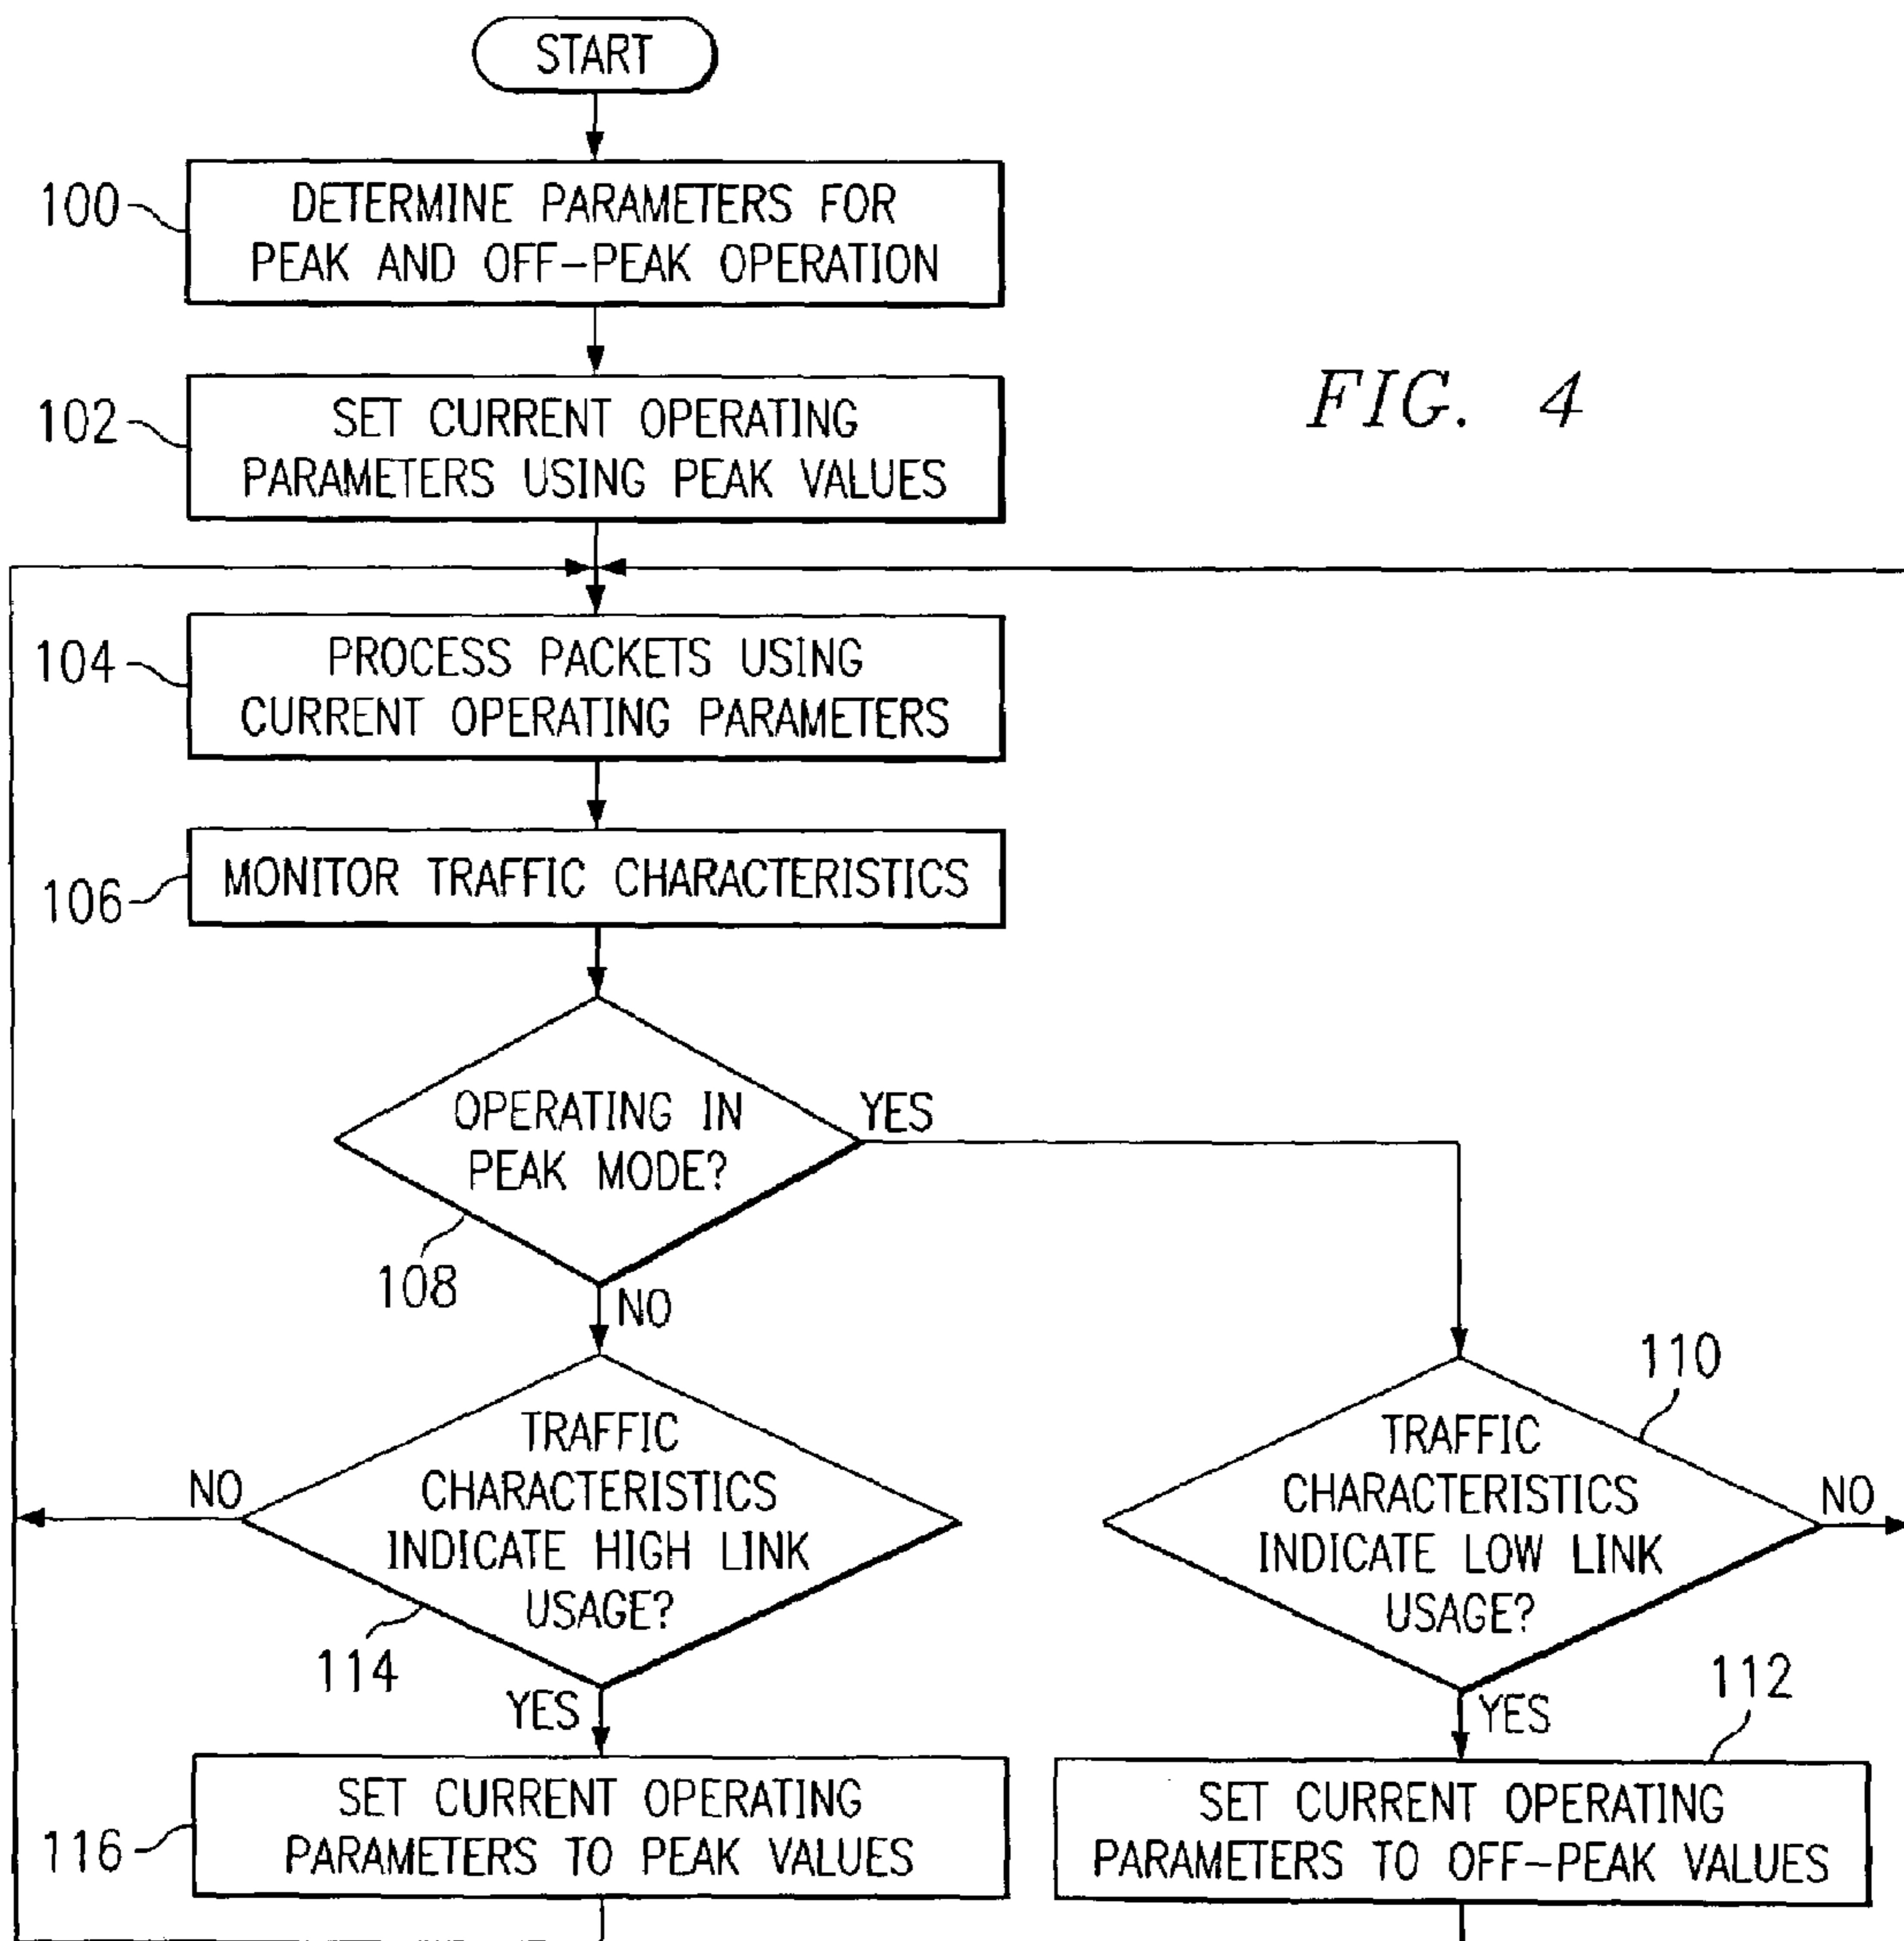 START
100
DETERMINE PARAMETERS FOR
PEAK AND OFF-PEAK OPERATION
FIG. 4
102
SET CURRENT OPERATING
PARAMETERS USING PEAK VALUES
104
PROCESS PACKETS USING
CURRENT OPERATING PARAMETERS
106
MONITOR TRAFFIC CHARACTERISTICS
OPERATING IN
PEAK MODE?
YES
108
NO
110
TRAFFIC
CHARACTERISTICS
INDICATE HIGH LINK
USAGE?
NO
114
YES
TRAFFIC
CHARACTERISTICS
INDICATE LOW LINK
USAGE?
NO
YES
112
116
SET CURRENT OPERATING
PARAMETERS TO PEAK VALUES
SET CURRENT OPERATING
PARAMETERS TO OFF-PEAK VALUES